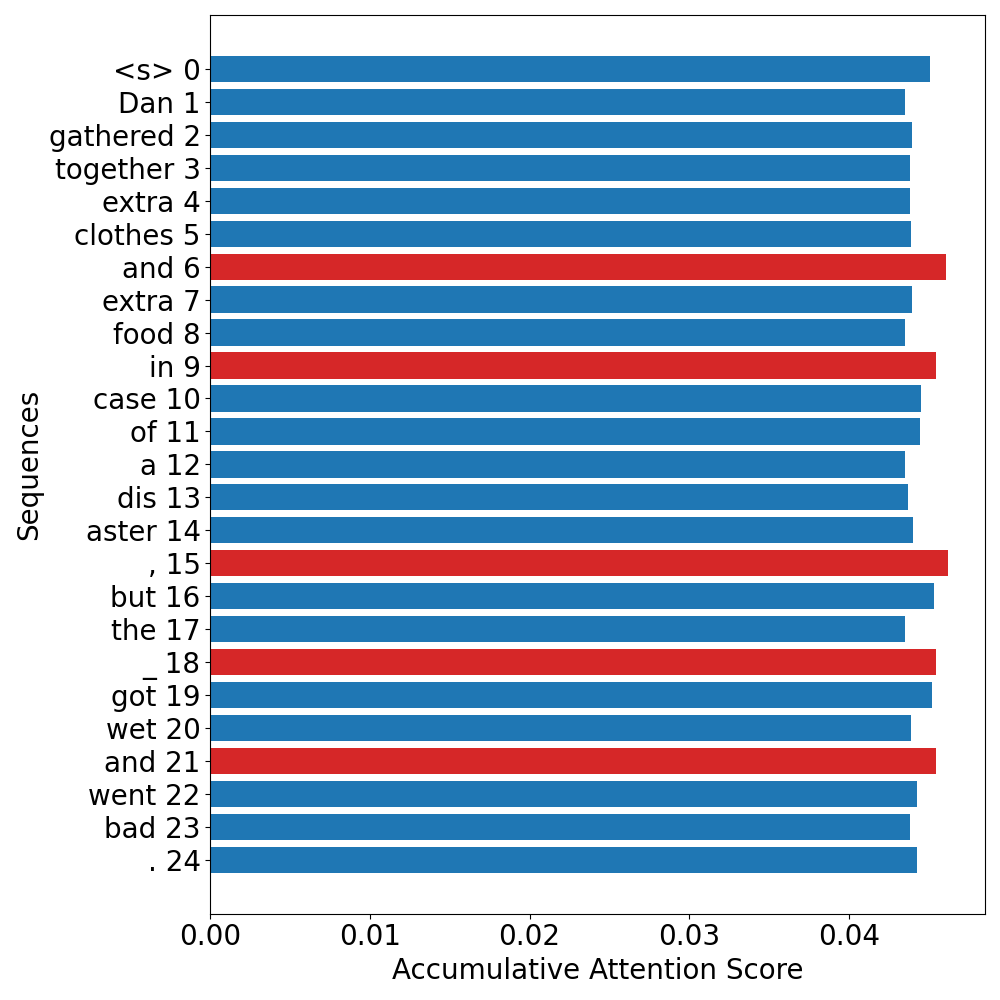 <s> 0
Dan 1
gathered 2
together 3
extra 4
clothes 5
and 6
extra 7
food 8
in 9
case 10
of 11
a 12
dis 13
aster 14
, 15
but 16
the 17
_ 18
got 19
wet 20
and 21
went 22
bad 23
. 24
Sequences
0.00 0.01 0.02 0.03 0.04
Accumulative Attention Score